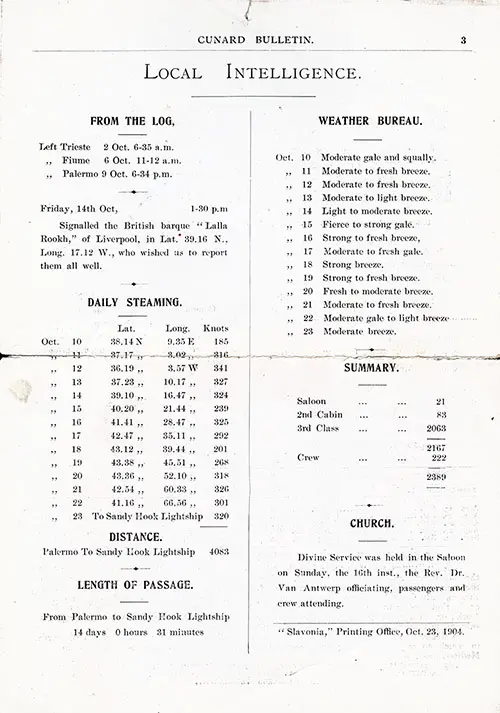 CUNARD BULLETIN. 3
LOCAL INTELLIGENCE.
FROM THE LOG,
Left Trieste 2 Oct. 6-35 a.m.
,, Fiume 6 Oct. 11-12 a.m.
,, Palermo 9 Oct. 6-34 p.m.
Friday, 14th Oct, 1-30 p.m
Signalled the British barque “Lalla
Rookh,” of Liverpool, in Lat. 39.16 N.,
Long. 17.12 W., who wished us to report
them all well.
DAILY STEAMING.
Lat. Long. Knots
Oct. 10 38.14 N 9.35 E 185
,, 11 37.17 ,, 3.02 ,, 316
,, 12 36.19 ,, 3.57 W 341
,, 13 37.23 ,, 10.17 ,, 327
,, 14 39.10 ,, 16.47 ,, 324
,, 15 40.20 ,, 21.44 ,, 239
,, 16 41.41 ,, 28.47 ,, 325
,, 17 42.47 ,, 35.11 ,, 292
,, 18 43.12 ,, 39.44 ,, 201
,, 19 43.38 ,, 45.51 ,, 268
,, 20 43.36 ,, 52.10 ,, 318
,, 21 42.54 ,, 60.33 ,, 326
,, 22 41.16 ,, 66.56 ,, 301
,, 23 To Sandy Hook Lightship 320
DISTANCE.
Palermo To Sandy Hook Lightship 4083
LENGTH OF PASSAGE.
From Palermo to Sandy Hook Lightship
14 days 0 hours 31 minutes
WEATHER BUREAU.
Oct. 10 Moderate gale and squally.
,, 11 Moderate to fresh breeze.
,, 12 Moderate to fresh breeze.
,, 13 Moderate to light breeze.
,, 14 Light to moderate breeze.
,, 15 Fierce to strong gale.
,, 16 Strong to fresh breeze,
,, 17 Moderate to fresh gale.
,, 18 Strong breeze.
,, 19 Strong to fresh breeze.
,, 20 Fresh to moderate breeze.
,, 21 Moderate to fresh breeze.
,, 22 Moderate gale to light breeze
,, 23 Moderate breeze.
SUMMARY.
Saloon ... ... 21
2nd Cabin ... ... 83
3rd Class ... ... 2063
2167
Crew ... ... 222
2389
CHURCH.
Divine Service was held in the Saloon
on Sunday, the 16th inst., the Rev. Dr.
Van Antwerp officiating, passengers and
crew attending.
“Slavonia,” Printing Office, Oct. 23, 1904.